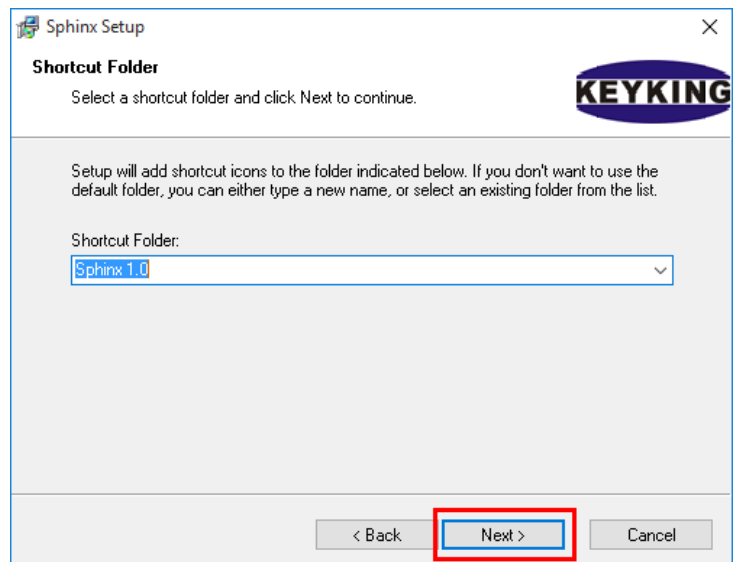 Sphinx Setup
Shortcut Folder
Select a shortcut folder and click Next to continue.
KEYKING
Setup will add shortcut icons to the folder indicated below. If you don't want to use the
default folder, you can either type a new name, or select an existing folder from the list.
Shortcut Folder:
Sphinx 1.0
< Back Next > Cancel